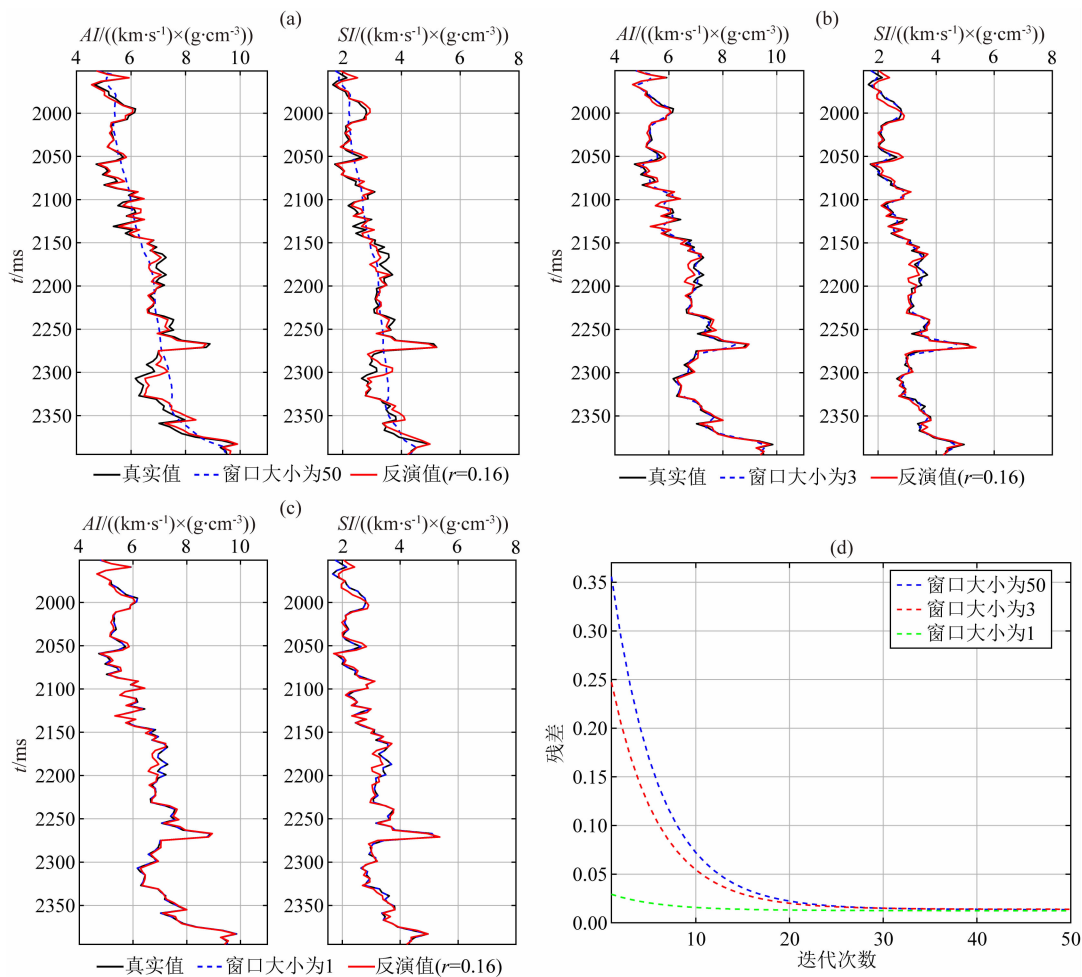 (a)
AI/((km·s⁻¹)×(g·cm⁻³)) SI/((km·s⁻¹)×(g·cm⁻³))
4 6 8 10 2 4 6 8
t/ms
2000
2050
2100
2150
2200
2250
2300
2350
真实值 窗口大小为50 反演值(r=0.16)
(b)
AI/((km·s⁻¹)×(g·cm⁻³)) SI/((km·s⁻¹)×(g·cm⁻³))
4 6 8 10 2 4 6 8
t/ms
2000
2050
2100
2150
2200
2250
2300
2350
真实值 窗口大小为3 反演值(r=0.16)
(c)
AI/((km·s⁻¹)×(g·cm⁻³)) SI/((km·s⁻¹)×(g·cm⁻³))
4 6 8 10 2 4 6 8
t/ms
2000
2050
2100
2150
2200
2250
2300
2350
真实值 窗口大小为1 反演值(r=0.16)
(d)
窗口大小为50
窗口大小为3
窗口大小为1
残差
0.35
0.30
0.25
0.20
0.15
0.10
0.05
0.00
10 20 30 40 50
迭代次数